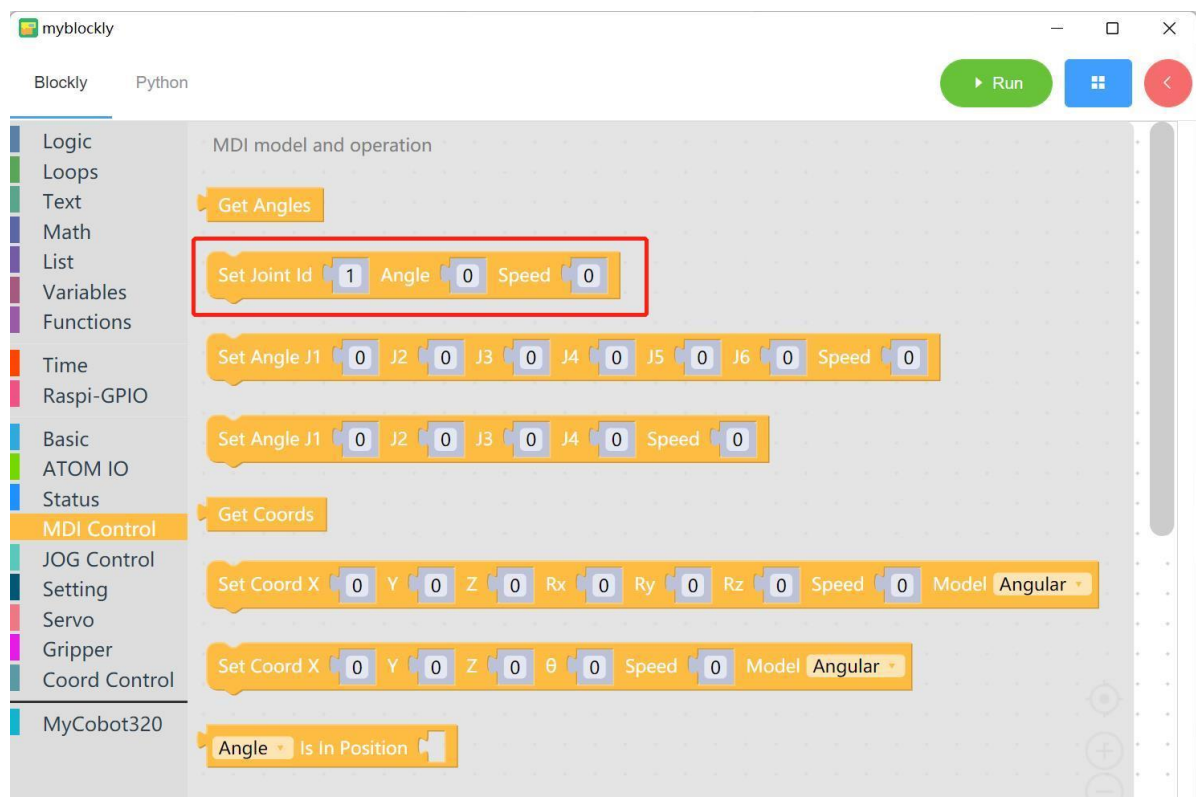 myblockly
Blockly Python Run
Logic
Loops
Text
Math
List
Variables
Functions
Time
Raspi-GPIO
Basic
ATOM IO
Status
MDI Control
JOG Control
Setting
Servo
Gripper
Coord Control
MyCobot320
MDI model and operation
Get Angles
Set Joint Id 1 Angle 0 Speed 0
Set Angle J1 0 J2 0 J3 0 J4 0 J5 0 J6 0 Speed 0
Set Angle J1 0 J2 0 J3 0 J4 0 Speed 0
Get Coords
Set Coord X 0 Y 0 Z 0 Rx 0 Ry 0 Rz 0 Speed 0 Model Angular
Set Coord X 0 Y 0 Z 0 θ 0 Speed 0 Model Angular
Angle Is In Position